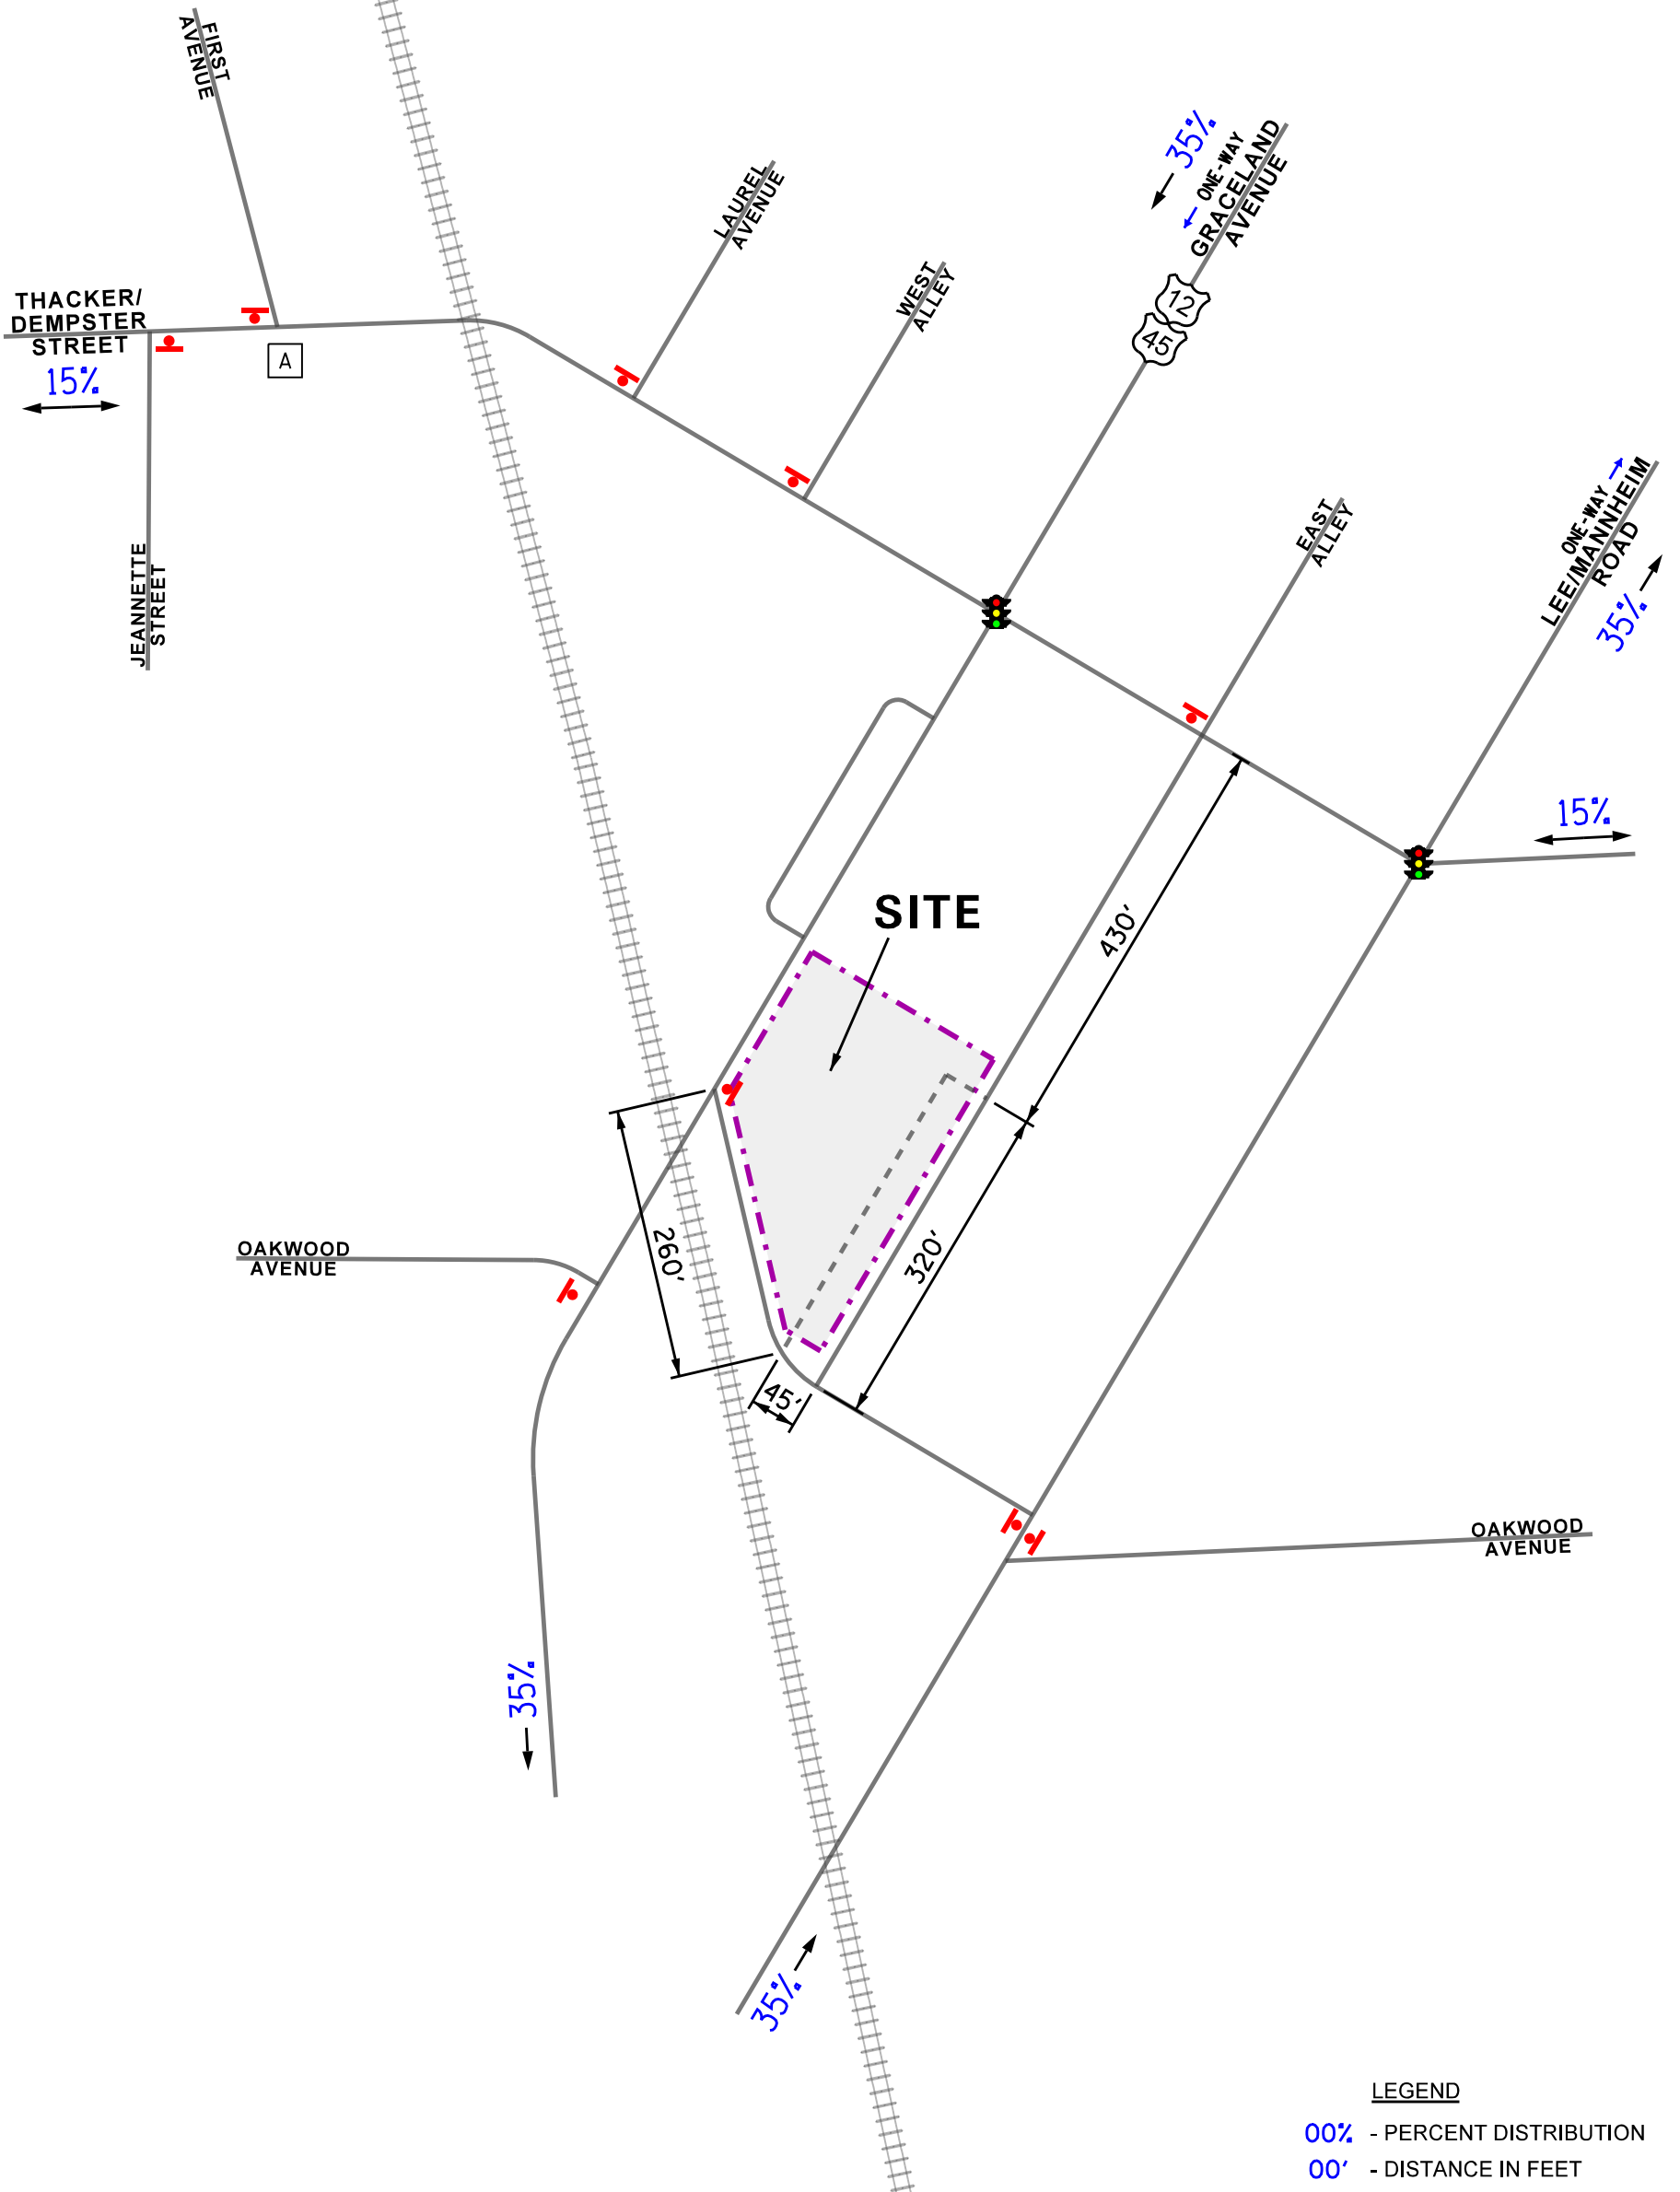 FIRST
AVENUE
35%
ONE-WAY
GRACELAND
AVENUE
LAUREL
AVENUE
WEST
ALLEY
12
45
THACKER/
DEMPSTER
STREET
15%
A
JEANNETTE
STREET
EAST
ALLEY
ONE-WAY
LEE/MANNHEIM
ROAD
35%
15%
SITE
430'
320'
260'
45'
OAKWOOD
AVENUE
OAKWOOD
AVENUE
35%
35%
LEGEND
00% - PERCENT DISTRIBUTION
00' - DISTANCE IN FEET